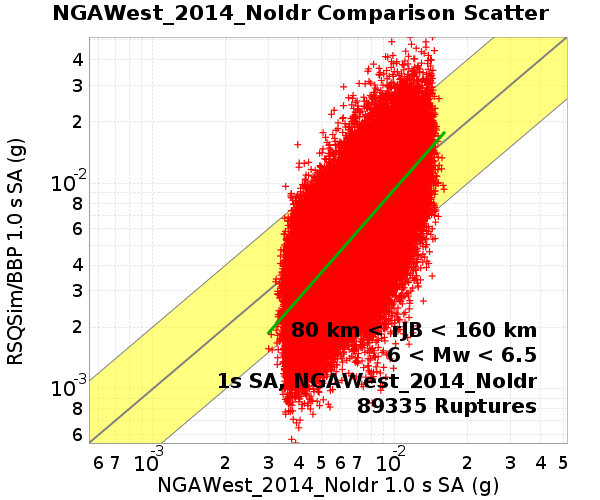 NGAWest_2014_NoIdr Comparison Scatter
RSQSim/BBP 1.0 s SA (g)
4
3
2
10-2
8
6
4
3
2
10-3
8
6
80 km < rJB < 160 km
6 < Mw < 6.5
1s SA, NGAWest_2014_NoIdr
89335 Ruptures
6 7 10-3 2 3 4 5 6 7 10-2 2 3 4 5
NGAWest_2014_NoIdr 1.0 s SA (g)